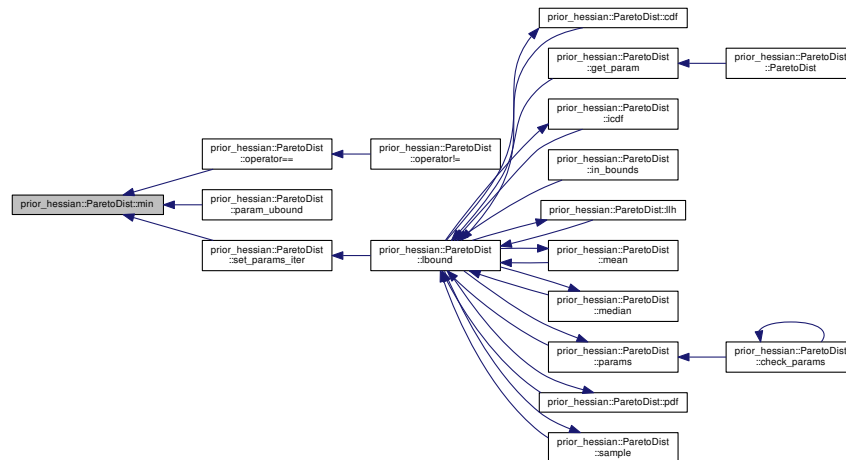 prior_hessian::ParetoDist::min
prior_hessian::ParetoDist
::operator==
prior_hessian::ParetoDist
::param_ubound
prior_hessian::ParetoDist
::set_params_iter
prior_hessian::ParetoDist
::operator!=
prior_hessian::ParetoDist
::lbound
prior_hessian::ParetoDist::cdf
prior_hessian::ParetoDist
::get_param
prior_hessian::ParetoDist
::icdf
prior_hessian::ParetoDist
::in_bounds
prior_hessian::ParetoDist::llh
prior_hessian::ParetoDist
::mean
prior_hessian::ParetoDist
::median
prior_hessian::ParetoDist
::params
prior_hessian::ParetoDist::pdf
prior_hessian::ParetoDist
::sample
prior_hessian::ParetoDist
::ParetoDist
prior_hessian::ParetoDist
::check_params